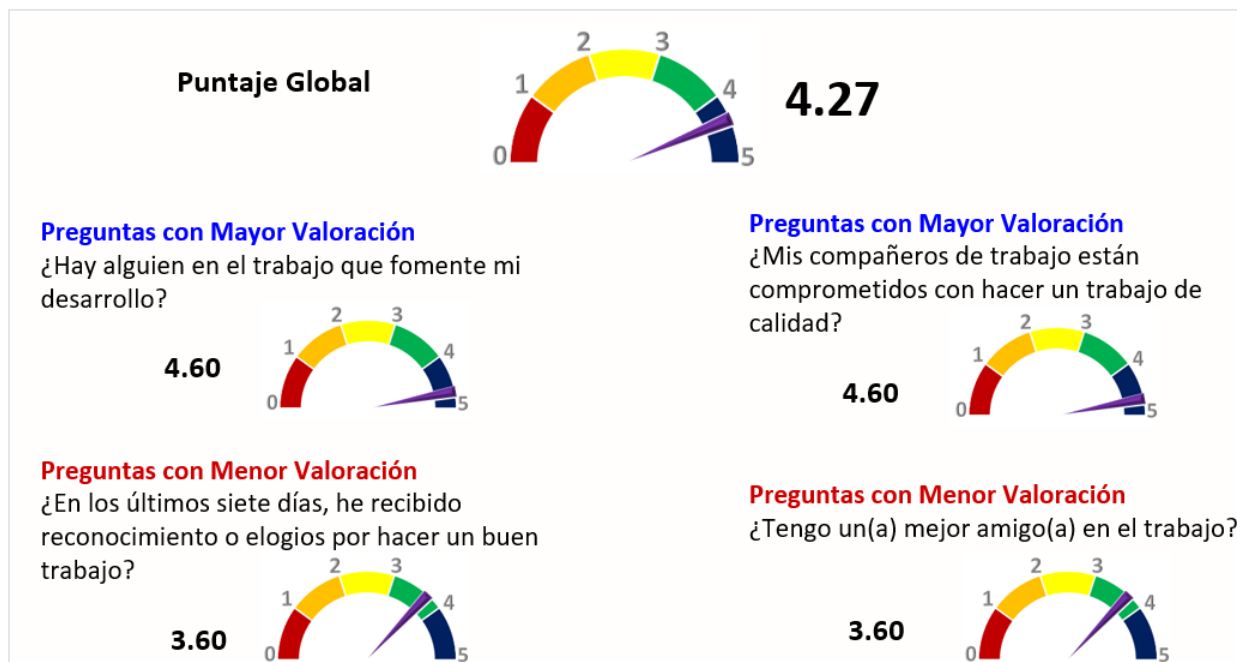 Puntaje Global
0
1
2
3
4
5
4.27
Preguntas con Mayor Valoración
¿Hay alguien en el trabajo que fomente mi
desarrollo?
4.60
0
1
2
3
4
5
Preguntas con Mayor Valoración
¿Mis compañeros de trabajo están
comprometidos con hacer un trabajo de
calidad?
4.60
0
1
2
3
4
5
Preguntas con Menor Valoración
¿En los últimos siete días, he recibido
reconocimiento o elogios por hacer un buen
trabajo?
3.60
0
1
2
3
4
5
Preguntas con Menor Valoración
¿Tengo un(a) mejor amigo(a) en el trabajo?
3.60
0
1
2
3
4
5